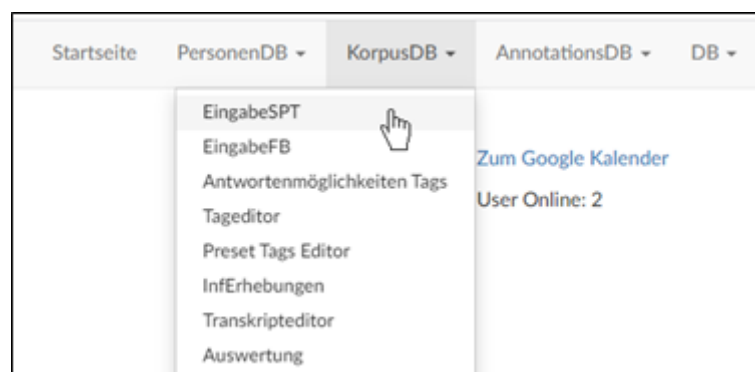 Startseite PersonenDB KorpusDB AnnotationsDB DB
EingabeSPT
EingabeFB
Zum Google Kalender
Antwortenmöglichkeiten Tags
User Online: 2
Tageditor
Preset Tags Editor
InfErhebungen
Transkripteditor
Auswertung